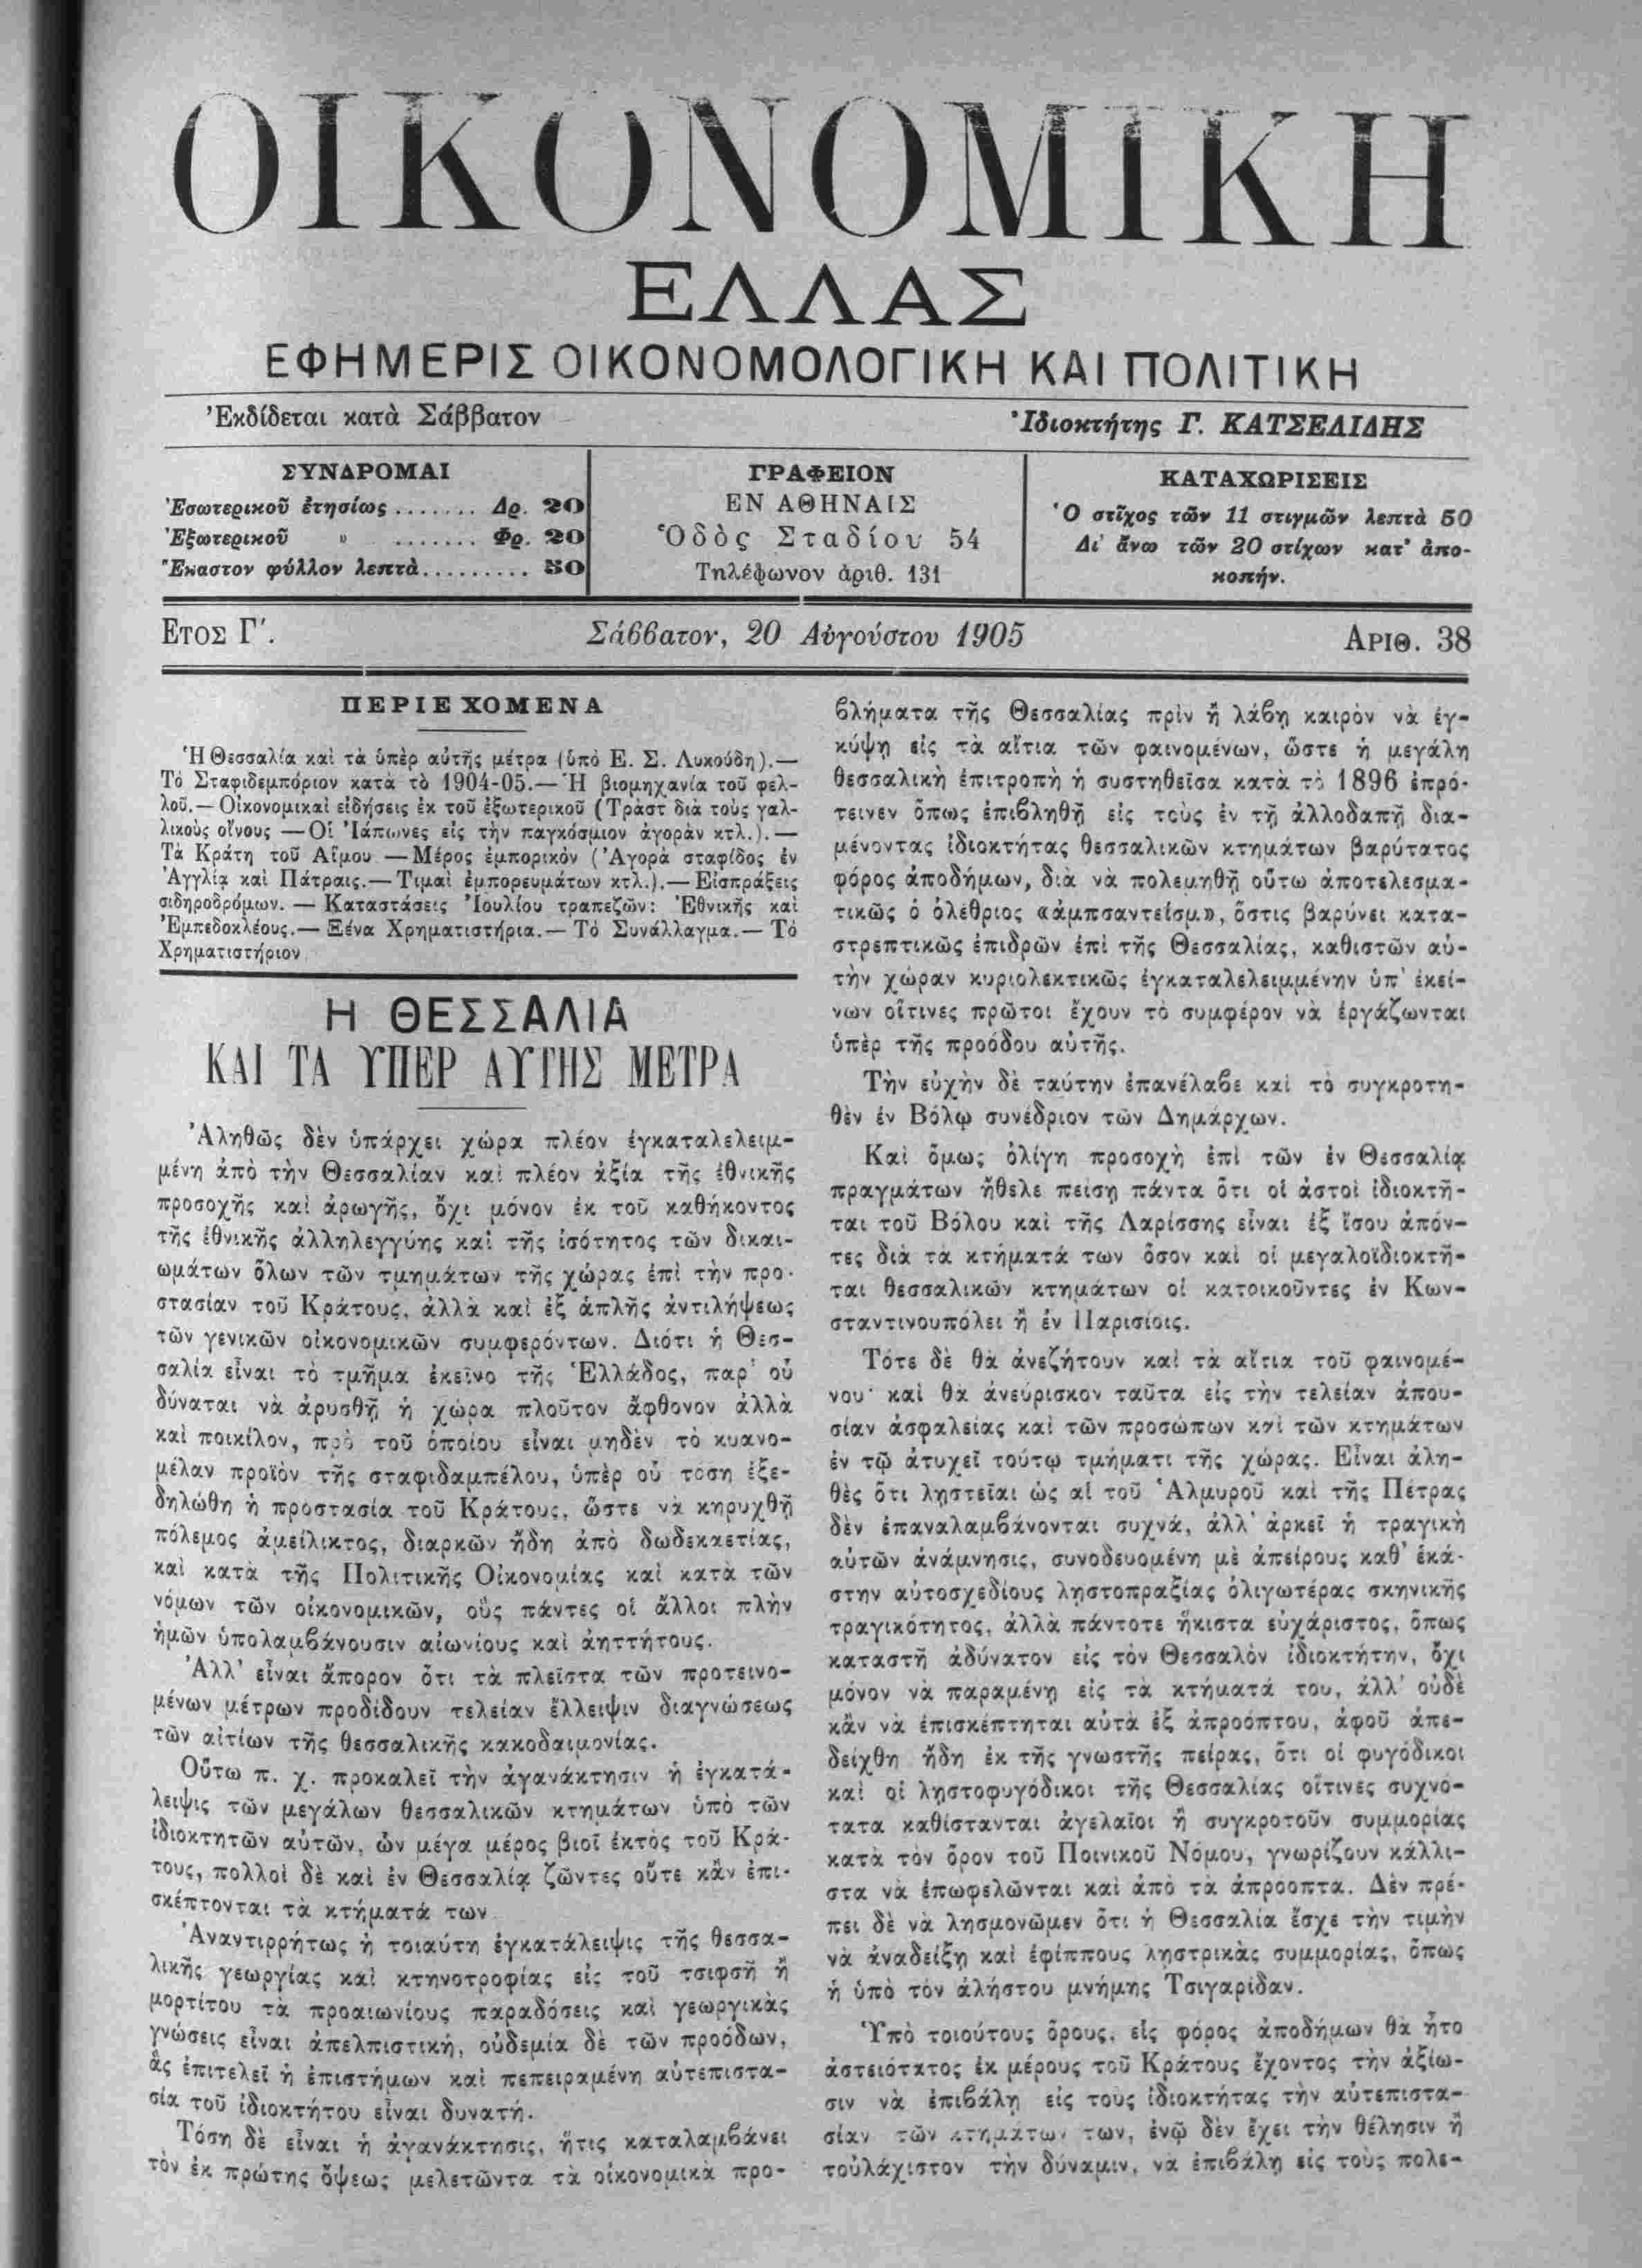 ΟΙΚΟΝΟΜΙΚΗ
ΕΛΛΑΣ
ΕΦΗΜΕΡΙΣ ΟΙΚΟΝΟΜΟΛΟΓΙΚΗ ΚΑΙ ΠΟΛΙΤΙΚΗ
Ἐκδίδεται κατὰ Σάββατον
Ἰδιοκτήτης Γ. ΚΑΤΣΕΛΙΔΗΣ
ΣΥΝΔΡΟΜΑΙ
Ἐσωτερικοῦ ἐτησίως ....... Δρ. 20
Ἐξωτερικοῦ » ....... Φρ. 20
Ἕκαστον φύλλον λεπτὰ.......... 50
ΓΡΑΦΕΙΟΝ
ΕΝ ΑΘΗΝΑΙΣ
Ὁδὸς Σταδίου 54
Τηλέφωνον ἀριθ. 131
ΚΑΤΑΧΩΡΙΣΕΙΣ
Ὁ στῖχος τῶν 11 στιγμῶν λεπτὰ 50
Δι' ἄνω τῶν 20 στίχων κατ' ἀπο-
κοπήν.
ΕΤΟΣ Γ'.
Σάββατον, 20 Αὐγούστου 1905
ΑΡΙΘ. 38
ΠΕΡΙΕΧΟΜΕΝΑ
Ἡ Θεσσαλία καὶ τὰ ὑπὲρ αὐτῆς μέτρα (ὑπὸ Ε. Σ. Λυκούδη).—
Τὸ Σταφιδεμπόριον κατὰ τὸ 1904-05.— Ἡ βιομηχανία τοῦ φελ-
λοῦ.— Οἰκονομικαὶ εἰδήσεις ἐκ τοῦ ἐξωτερικοῦ (Τρὰστ διὰ τοὺς γαλ-
λικοὺς οἴνους —Οἱ Ἰάπωνες εἰς τὴν παγκόσμιον ἀγορὰν κτλ.).—
Τὰ Κράτη τοῦ Αἵμου —Μέρος ἐμπορικὸν (Ἀγορὰ σταφίδος ἐν
Ἀγγλίᾳ καὶ Πάτραις.— Τιμαὶ ἐμπορευμάτων κτλ.).— Εἰσπράξεις
σιδηροδρόμων. — Καταστάσεις Ἰουλίου τραπεζῶν: Ἐθνικῆς καὶ
Ἐμπεδοκλέους.— Ξένα Χρηματιστήρια.— Τὸ Συνάλλαγμα.— Τὸ
Χρηματιστήριον
Η ΘΕΣΣΑΛΙΑ
ΚΑΙ ΤΑ ΥΠΕΡ ΑΥΤΗΣ ΜΕΤΡΑ
Ἀληθῶς δὲν ὑπάρχει χώρα πλέον ἐγκαταλελειμ-
μένη ἀπὸ τὴν Θεσσαλίαν καὶ πλέον ἀξία τῆς ἐθνικῆς
προσοχῆς καὶ ἀρωγῆς, ὄχι μόνον ἐκ τοῦ καθήκοντος
τῆς ἐθνικῆς ἀλληλεγγύης καὶ τῆς ἰσότητος τῶν δικαι-
ωμάτων ὅλων τῶν τμημάτων τῆς χώρας ἐπὶ τὴν προ-
στασίαν τοῦ Κράτους, ἀλλὰ καὶ ἐξ ἁπλῆς ἀντιλήψεως
τῶν γενικῶν οἰκονομικῶν συμφερόντων. Διότι ἡ Θεσ-
σαλία εἶναι τὸ τμῆμα ἐκεῖνο τῆς Ἑλλάδος, παρ' οὗ
δύναται νὰ ἀρυσθῇ ἡ χώρα πλοῦτον ἄφθονον ἀλλὰ
καὶ ποικίλον, πρὸ τοῦ ὁποίου εἶναι μηδὲν τὸ κυανο-
μέλαν προϊὸν τῆς σταφιδαμπέλου, ὑπὲρ οὗ τόση ἐξε-
δηλώθη ἡ προστασία τοῦ Κράτους, ὥστε νὰ κηρυχθῇ
πόλεμος ἀμείλικτος, διαρκῶν ἤδη ἀπὸ δωδεκαετίας,
καὶ κατὰ τῆς Πολιτικῆς Οἰκονομίας καὶ κατὰ τῶν
νόμων τῶν οἰκονομικῶν, οὓς πάντες οἱ ἄλλοι πλὴν
ἡμῶν ὑπολαμβάνουσιν αἰωνίους καὶ ἀηττήτους.
Ἀλλ' εἶναι ἄπορον ὅτι τὰ πλεῖστα τῶν προτεινο-
μένων μέτρων προδίδουν τελείαν ἔλλειψιν διαγνώσεως
τῶν αἰτίων τῆς θεσσαλικῆς κακοδαιμονίας.
Οὕτω π. χ. προκαλεῖ τὴν ἀγανάκτησιν ἡ ἐγκατά-
λειψις τῶν μεγάλων θεσσαλικῶν κτημάτων ὑπὸ τῶν
ἰδιοκτητῶν αὐτῶν, ὧν μέγα μέρος βιοῖ ἐκτὸς τοῦ Κρά-
τους, πολλοὶ δὲ καὶ ἐν Θεσσαλίᾳ ζῶντες οὔτε κἂν ἐπι-
σκέπτονται τὰ κτήματά των
Ἀναντιρρήτως ἡ τοιαύτη ἐγκατάλειψις τῆς θεσσα-
λικῆς γεωργίας καὶ κτηνοτροφίας εἰς τοῦ τσιφσῆ ἢ
μορτίτου τὰ προαιωνίους παραδόσεις καὶ γεωργικὰς
γνώσεις εἶναι ἀπελπιστική, οὐδεμία δὲ τῶν προόδων,
ἃς ἐπιτελεῖ ἡ ἐπιστήμων καὶ πεπειραμένη αὐτεπιστα-
σία τοῦ ἰδιοκτήτου εἶναι δυνατή.
Τόση δὲ εἶναι ἡ ἀγανάκτησις, ἥτις καταλαμβάνει
τὸν ἐκ πρώτης ὄψεως μελετῶντα τὰ οἰκονομικὰ προ-
βλήματα τῆς Θεσσαλίας πρὶν ἢ λάβῃ καιρὸν νὰ ἐγ-
κύψῃ εἰς τὰ αἴτια τῶν φαινομένων, ὥστε ἡ μεγάλη
θεσσαλικὴ ἐπιτροπὴ ἡ συστηθεῖσα κατὰ τὸ 1896 ἐπρό-
τεινεν ὅπως ἐπιβληθῇ εἰς τοὺς ἐν τῇ ἀλλοδαπῇ δια-
μένοντας ἰδιοκτήτας θεσσαλικῶν κτημάτων βαρύτατος
φόρος ἀποδήμων, διὰ νὰ πολεμηθῇ οὕτω ἀποτελεσμα-
τικῶς ὁ ὀλέθριος «ἀμπσαντεΐσμ», ὅστις βαρύνει κατα-
στρεπτικῶς ἐπιδρῶν ἐπὶ τῆς Θεσσαλίας, καθιστῶν αὐ-
τὴν χώραν κυριολεκτικῶς ἐγκαταλελειμμένην ὑπ' ἐκεί-
νων οἵτινες πρῶτοι ἔχουν τὸ συμφέρον νὰ ἐργάζωνται
ὑπὲρ τῆς προόδου αὐτῆς.
Τὴν εὐχὴν δὲ ταύτην ἐπανέλαβε καὶ τὸ συγκροτη-
θὲν ἐν Βόλῳ συνέδριον τῶν Δημάρχων.
Καὶ ὅμως ὀλίγη προσοχὴ ἐπὶ τῶν ἐν Θεσσαλίᾳ
πραγμάτων ἤθελε πείσῃ πάντα ὅτι οἱ ἀστοὶ ἰδιοκτῆ-
ται τοῦ Βόλου καὶ τῆς Λαρίσσης εἶναι ἐξ ἴσου ἀπόν-
τες διὰ τὰ κτήματά των ὅσον καὶ οἱ μεγαλοϊδιοκτῆ-
ται θεσσαλικῶν κτημάτων οἱ κατοικοῦντες ἐν Κων-
σταντινουπόλει ἢ ἐν Παρισίοις.
Τότε δὲ θὰ ἀνεζήτουν καὶ τὰ αἴτια τοῦ φαινομέ-
νου· καὶ θὰ ἀνεύρισκον ταῦτα εἰς τὴν τελείαν ἀπου-
σίαν ἀσφαλείας καὶ τῶν προσώπων καὶ τῶν κτημάτων
ἐν τῷ ἀτυχεῖ τούτῳ τμήματι τῆς χώρας. Εἶναι ἀλη-
θὲς ὅτι λῃστεῖαι ὡς αἱ τοῦ Ἁλμυροῦ καὶ τῆς Πέτρας
δὲν ἐπαναλαμβάνονται συχνά, ἀλλ' ἀρκεῖ ἡ τραγικὴ
αὐτῶν ἀνάμνησις, συνοδευομένη μὲ ἀπείρους καθ' ἑκά-
στην αὐτοσχεδίους λῃστοπραξίας ὀλιγωτέρας σκηνικῆς
τραγικότητος, ἀλλὰ πάντοτε ἥκιστα εὐχάριστος, ὅπως
καταστῇ ἀδύνατον εἰς τὸν Θεσσαλὸν ἰδιοκτήτην, ὄχι
μόνον νὰ παραμένῃ εἰς τὰ κτήματά του, ἀλλ' οὐδὲ
κἂν νὰ ἐπισκέπτηται αὐτὰ ἐξ ἀπροόπτου, ἀφοῦ ἀπε-
δείχθη ἤδη ἐκ τῆς γνωστῆς πείρας, ὅτι οἱ φυγόδικοι
καὶ οἱ λῃστοφυγόδικοι τῆς Θεσσαλίας οἵτινες συχνό-
τατα καθίστανται ἀγελαῖοι ἢ συγκροτοῦν συμμορίας
κατὰ τὸν ὅρον τοῦ Ποινικοῦ Νόμου, γνωρίζουν κάλλι-
στα νὰ ἐπωφελῶνται καὶ ἀπὸ τὰ ἀπρόοπτα. Δὲν πρέ-
πει δὲ νὰ λησμονῶμεν ὅτι ἡ Θεσσαλία ἔσχε τὴν τιμὴν
νὰ ἀναδείξῃ καὶ ἐφίππους λῃστρικὰς συμμορίας, ὅπως
ἡ ὑπὸ τὸν ἀλήστου μνήμης Τσιγαρίδαν.
Ὑπὸ τοιούτους ὅρους, εἷς φόρος ἀποδήμων θὰ ἦτο
ἀστειότατος ἐκ μέρους τοῦ Κράτους ἔχοντος τὴν ἀξίω-
σιν νὰ ἐπιβάλῃ εἰς τοὺς ἰδιοκτήτας τὴν αὐτεπιστα-
σίαν τῶν κτημάτων των, ἐνῷ δὲν ἔχει τὴν θέλησιν ἢ
τοὐλάχιστον τὴν δύναμιν, νὰ ἐπιβάλῃ εἰς τοὺς πολε-